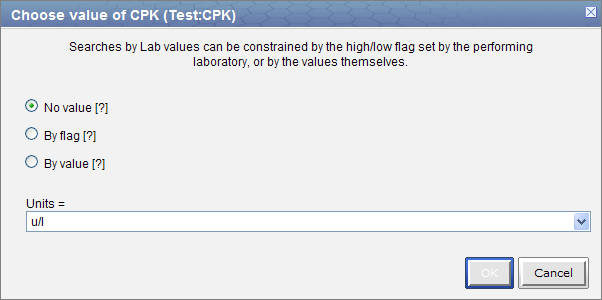 Choose value of CPK (Test:CPK)
Searches by Lab values can be constrained by the high/low flag set by the performing
laboratory, or by the values themselves.
No value [?]
By flag [?]
By value [?]
Units =
u/l
OK
Cancel